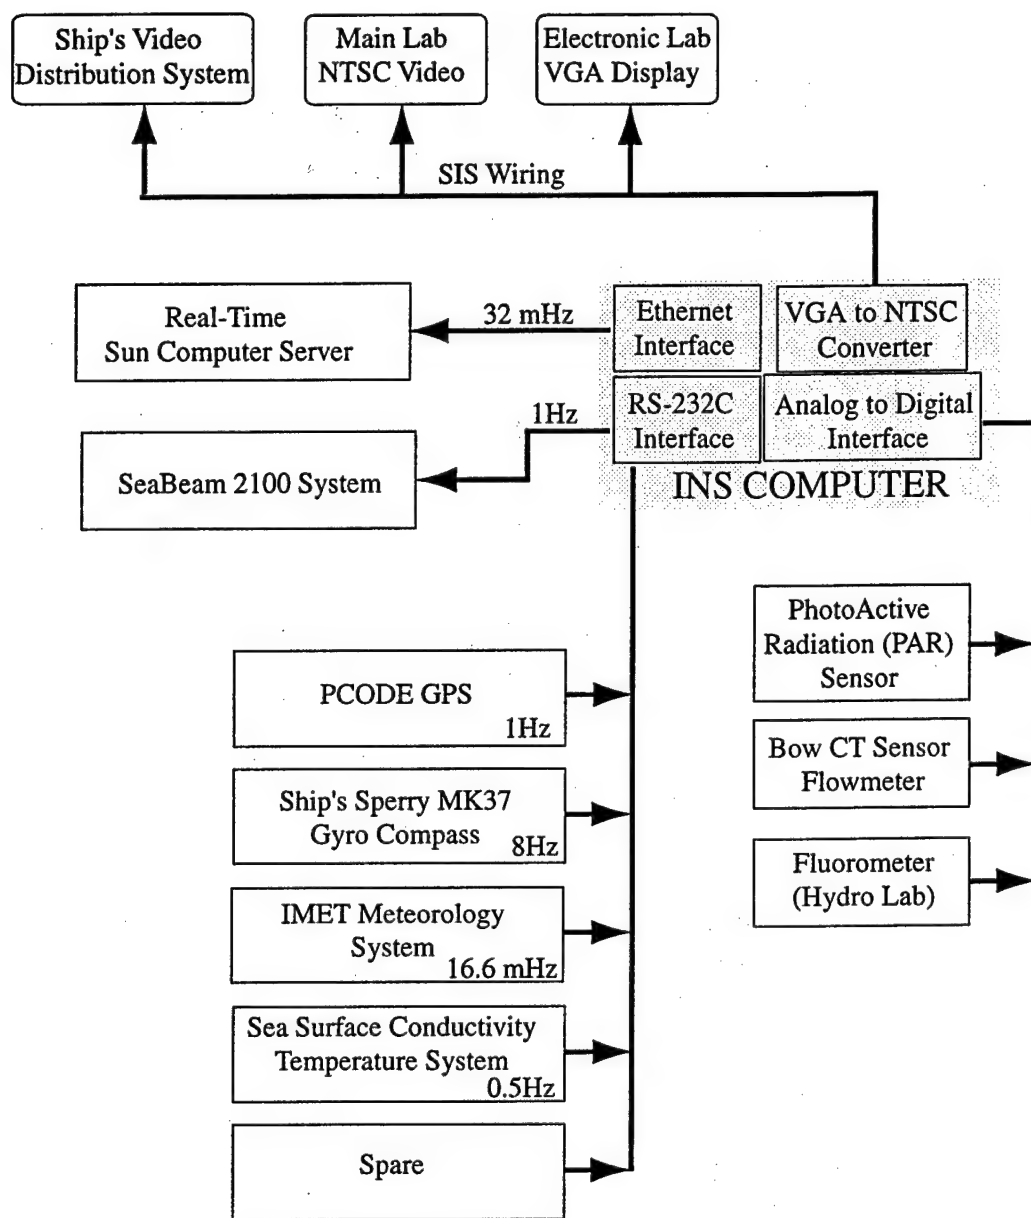 Ship's Video
Distribution System
Main Lab
NTSC Video
Electronic Lab
VGA Display
SIS Wiring
Real-Time
Sun Computer Server
32 mHz
Ethernet
Interface
VGA to NTSC
Converter
SeaBeam 2100 System
1Hz
RS-232C
Interface
Analog to Digital
Interface
INS COMPUTER
PhotoActive
Radiation (PAR)
Sensor
PCODE GPS
1Hz
Bow CT Sensor
Flowmeter
Ship's Sperry MK37
Gyro Compass
8Hz
Fluorometer
(Hydro Lab)
IMET Meteorology
System
16.6 mHz
Sea Surface Conductivity
Temperature System
0.5Hz
Spare